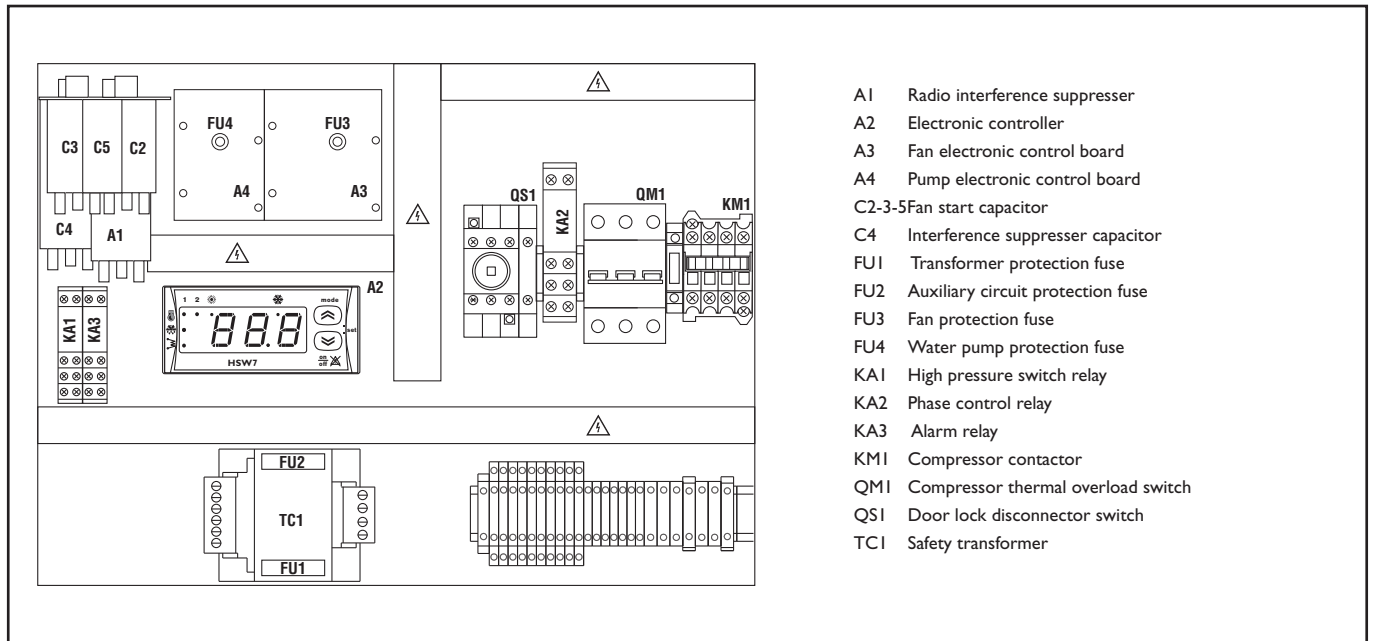 C3 C5 C2
C4
A1
FU4
A4
FU3
A3
KA1
KA3
A2
1 2
mode
set
888
on
off
HSW7
QS1
KA2
QM1
KM1
FU2
TC1
FU1
A1 Radio interference suppresser
A2 Electronic controller
A3 Fan electronic control board
A4 Pump electronic control board
C2-3-5Fan start capacitor
C4 Interference suppresser capacitor
FU1 Transformer protection fuse
FU2 Auxiliary circuit protection fuse
FU3 Fan protection fuse
FU4 Water pump protection fuse
KA1 High pressure switch relay
KA2 Phase control relay
KA3 Alarm relay
KM1 Compressor contactor
QM1 Compressor thermal overload switch
QS1 Door lock disconnector switch
TC1 Safety transformer